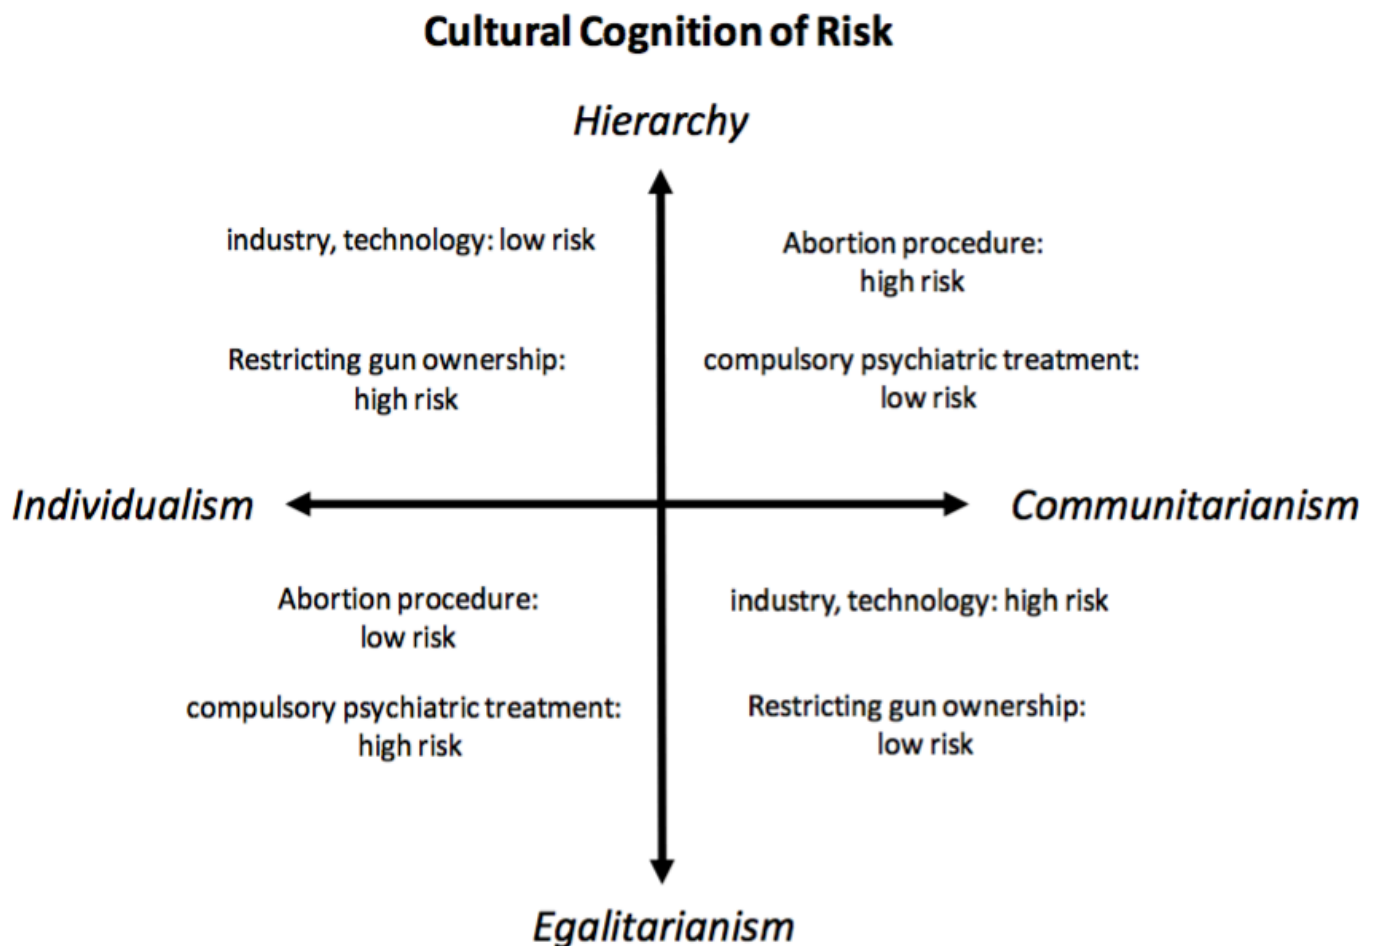 Cultural Cognition of Risk
Hierarchy
industry, technology: low risk
Abortion procedure:
high risk
Restricting gun ownership:
high risk
compulsory psychiatric treatment:
low risk
Individualism
Communitarianism
Abortion procedure:
low risk
industry, technology: high risk
compulsory psychiatric treatment:
high risk
Restricting gun ownership:
low risk
Egalitarianism